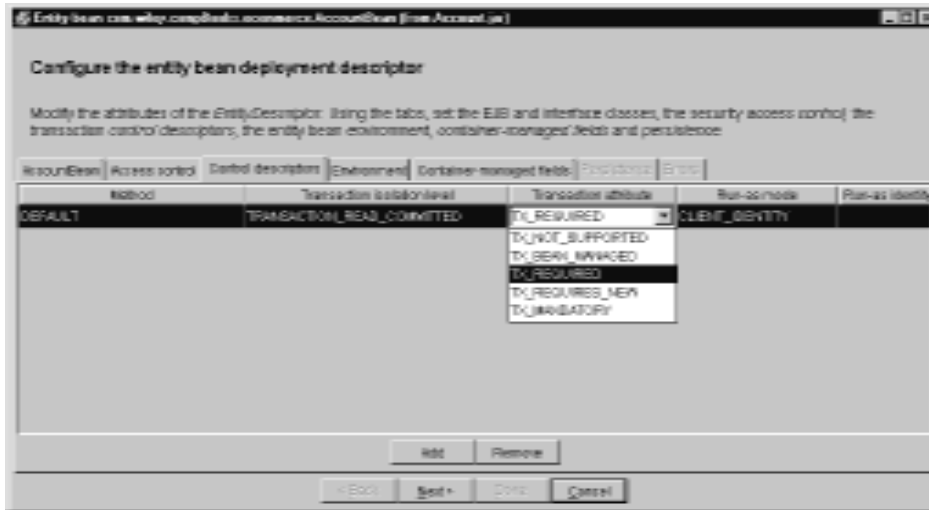 Entity bean com.wiley.compBooks.ecommerce.AccountBean (from Account.jar)
Configure the entity bean deployment descriptor
Modify the attributes of the EntityDescriptor. Using the tabs, set the EJB and interface classes, the security access control, the
transaction control descriptors, the entity bean environment, container-managed fields and persistence
AccountBean Access control Control descriptors Environment Container-managed fields Persistence Errors
Method Transaction isolation level Transaction attribute Run-as mode Run-as identity
DEFAULT TRANSACTION_READ_COMMITTED TX_REQUIRED CLIENT_IDENTITY
TX_NOT_SUPPORTED
TX_BEAN_MANAGED
TX_REQUIRED
TX_REQUIRES_NEW
TX_MANDATORY
Add Remove
< Back Next > Done Cancel